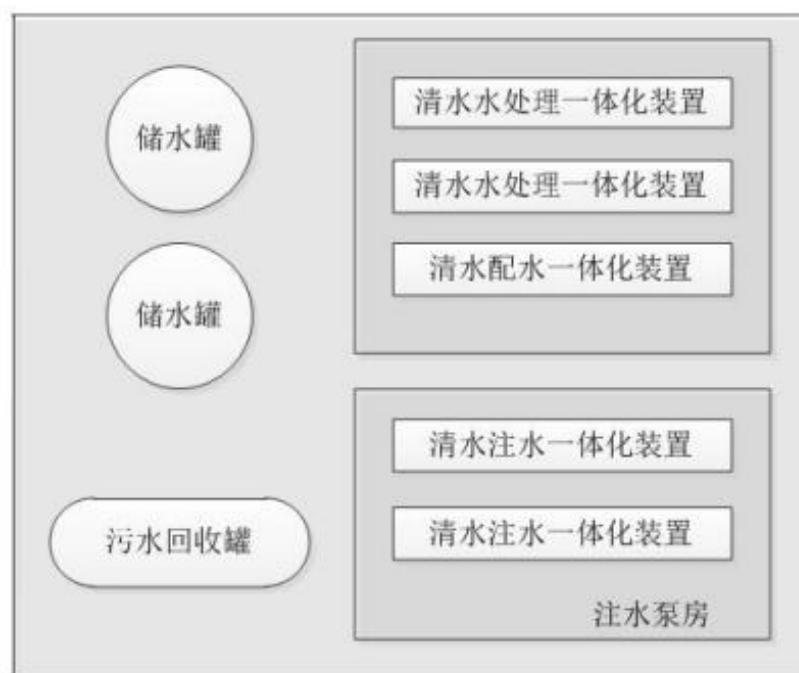 储水罐
储水罐
污水回收罐
清水水处理一体化装置
清水水处理一体化装置
清水配水一体化装置
清水注水一体化装置
清水注水一体化装置
注水泵房